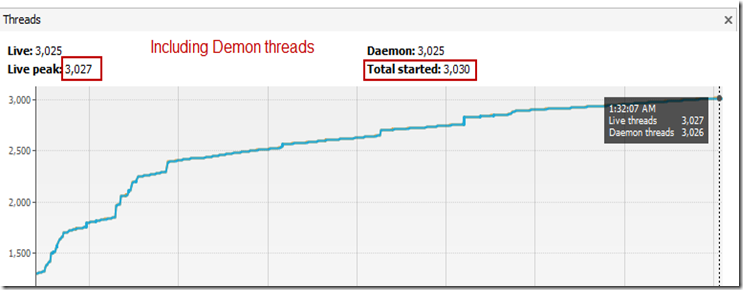 Threads
Live: 3,025 Including Demon threads Daemon: 3,025
Live peak: 3,027 Total started: 3,030
3,000
1:32:07 AM
Live threads 3,027
Daemon threads 3,026
2,500
2,000
1,500